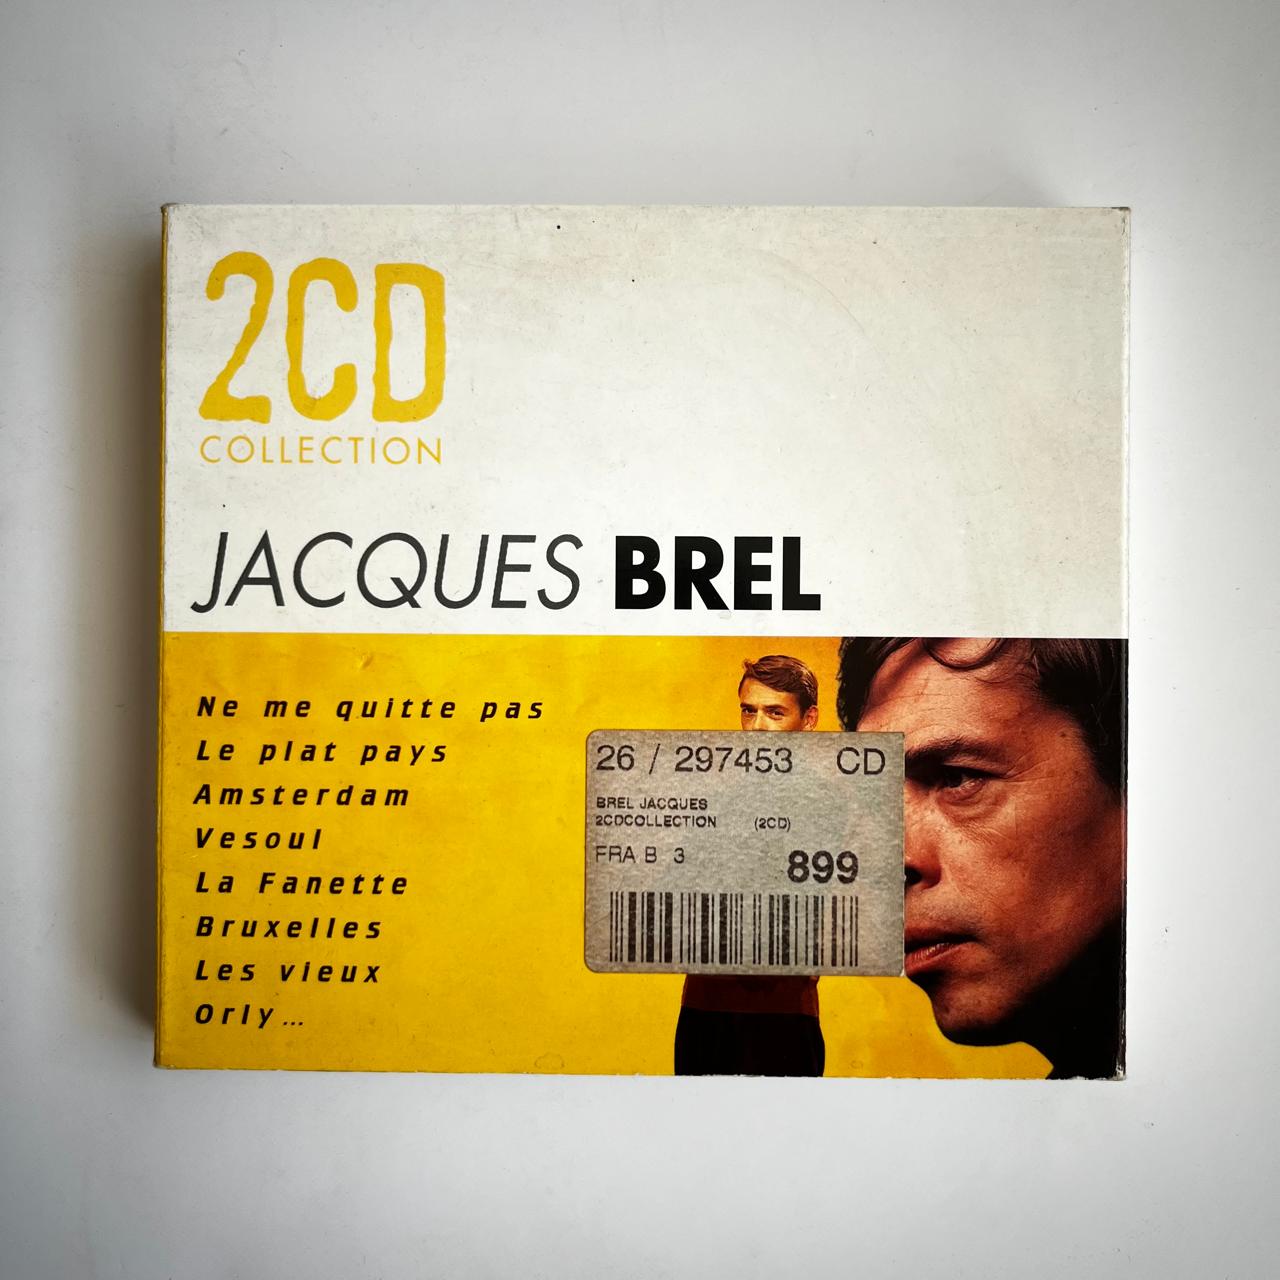 2CD
COLLECTION
JACQUES BREL
Ne me quitte pas
Le plat pays
Amsterdam
Vesoul
La Fanette
Bruxelles
Les vieux
Orly...
26 / 297453 CD
BREL JACQUES
2CDCOLLECTION (2CD)
FRA B 3
899